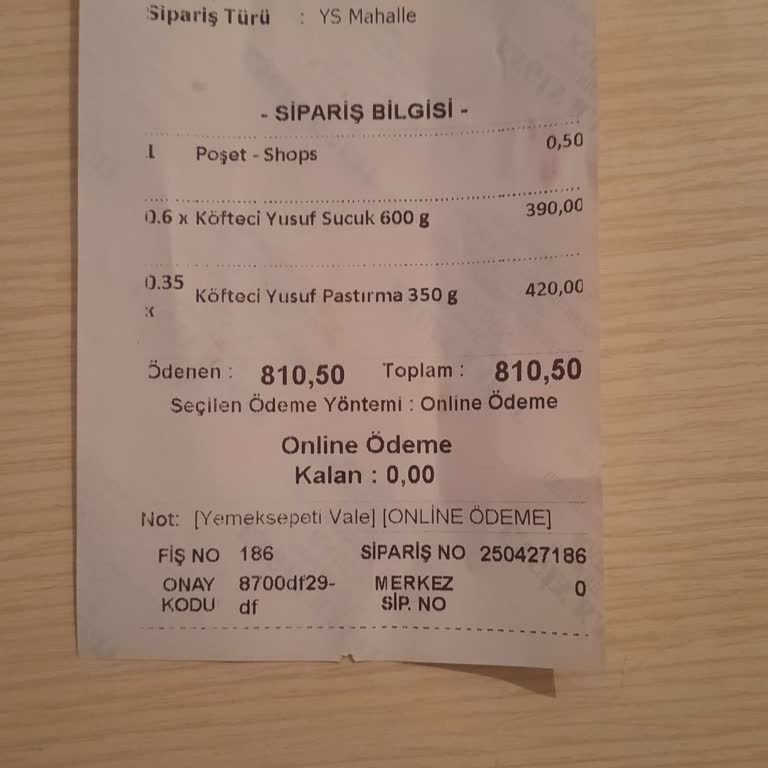 Sipariş Türü : YS Mahalle
- SİPARİŞ BİLGİSİ -
1 Poşet - Shops 0,50
0.6 x Köfteci Yusuf Sucuk 600 g 390,00
0.35 x Köfteci Yusuf Pastırma 350 g 420,00
Ödenen : 810,50 Toplam : 810,50
Seçilen Ödeme Yöntemi : Online Ödeme
Online Ödeme
Kalan : 0,00
Not: [Yemeksepeti Vale] [ONLİNE ÖDEME]
FİŞ NO 186 SİPARİŞ NO 250427186
ONAY KODU 8700df29-df MERKEZ SİP. NO 0